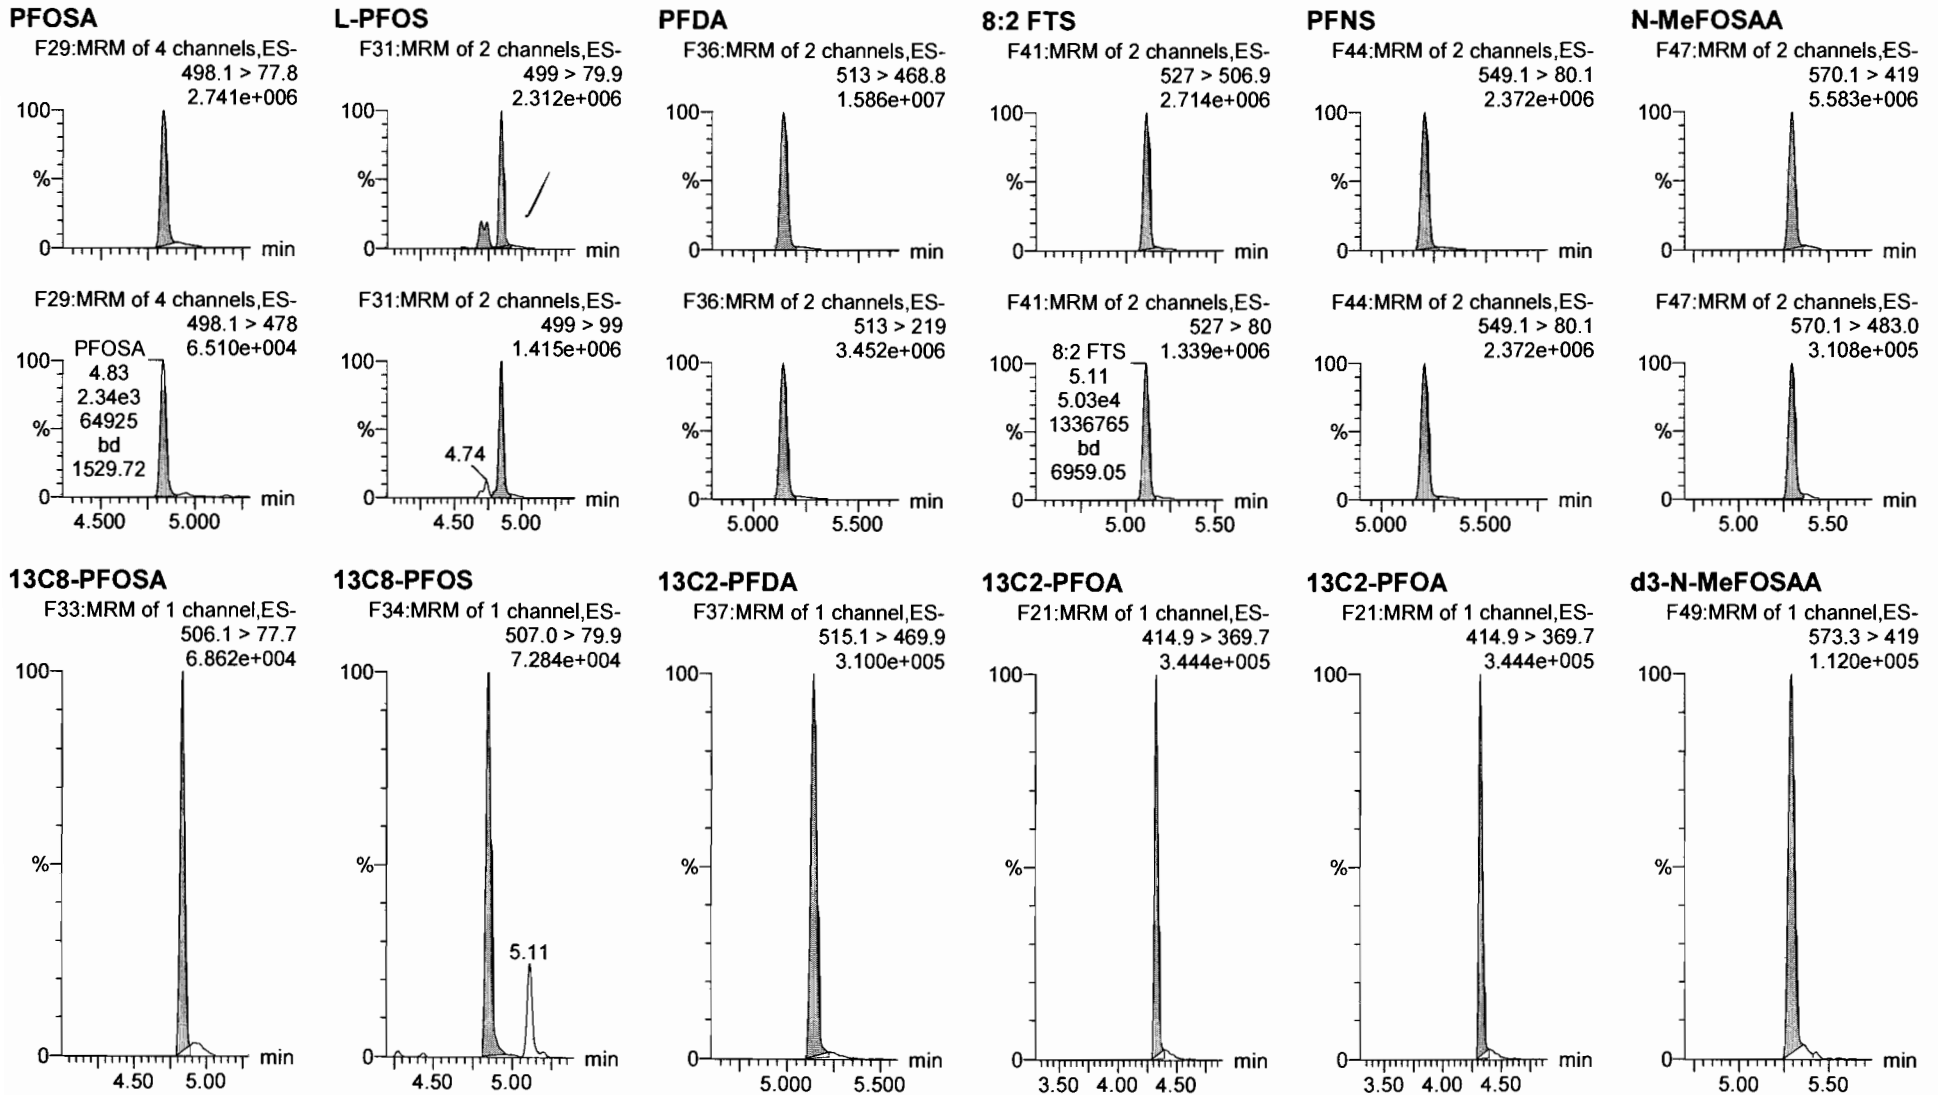 PFOSA
F29:MRM of 4 channels,ES-
498.1 > 77.8
2.741e+006
100
%
0
min
F29:MRM of 4 channels,ES-
498.1 > 478
6.510e+004
PFOSA
4.83
2.34e3
64925
bd
1529.72
100
%
0
min
4.500 5.000
L-PFOS
F31:MRM of 2 channels,ES-
499 > 79.9
2.312e+006
100
%
0
min
F31:MRM of 2 channels,ES-
499 > 99
1.415e+006
100
%
4.74
0
min
4.50 5.00
PFDA
F36:MRM of 2 channels,ES-
513 > 468.8
1.586e+007
100
%
0
min
F36:MRM of 2 channels,ES-
513 > 219
3.452e+006
100
%
0
min
5.000 5.500
8:2 FTS
F41:MRM of 2 channels,ES-
527 > 506.9
2.714e+006
100
%
0
min
F41:MRM of 2 channels,ES-
527 > 80
1.339e+006
8:2 FTS
5.11
5.03e4
1336765
bd
6959.05
100
%
0
min
5.00 5.50
PFNS
F44:MRM of 2 channels,ES-
549.1 > 80.1
2.372e+006
100
%
0
min
F44:MRM of 2 channels,ES-
549.1 > 80.1
2.372e+006
100
%
0
min
5.000 5.500
N-MeFOSAA
F47:MRM of 2 channels,ES-
570.1 > 419
5.583e+006
100
%
0
min
F47:MRM of 2 channels,ES-
570.1 > 483.0
3.108e+005
100
%
0
min
5.00 5.50
13C8-PFOSA
F33:MRM of 1 channel,ES-
506.1 > 77.7
6.862e+004
100
%
0
min
4.50 5.00
13C8-PFOS
F34:MRM of 1 channel,ES-
507.0 > 79.9
7.284e+004
100
%
5.11
0
min
4.50 5.00
13C2-PFDA
F37:MRM of 1 channel,ES-
515.1 > 469.9
3.100e+005
100
%
0
min
5.000 5.500
13C2-PFOA
F21:MRM of 1 channel,ES-
414.9 > 369.7
3.444e+005
100
%
0
min
3.50 4.00 4.50
13C2-PFOA
F21:MRM of 1 channel,ES-
414.9 > 369.7
3.444e+005
100
%
0
min
3.50 4.00 4.50
d3-N-MeFOSAA
F49:MRM of 1 channel,ES-
573.3 > 419
1.120e+005
100
%
0
min
5.00 5.50